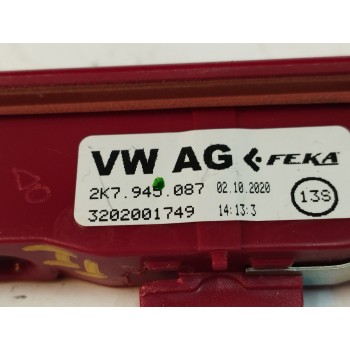 VW AG FEKA
2K7.945.087 02.10.2020
3202001749 14:13:3
13S